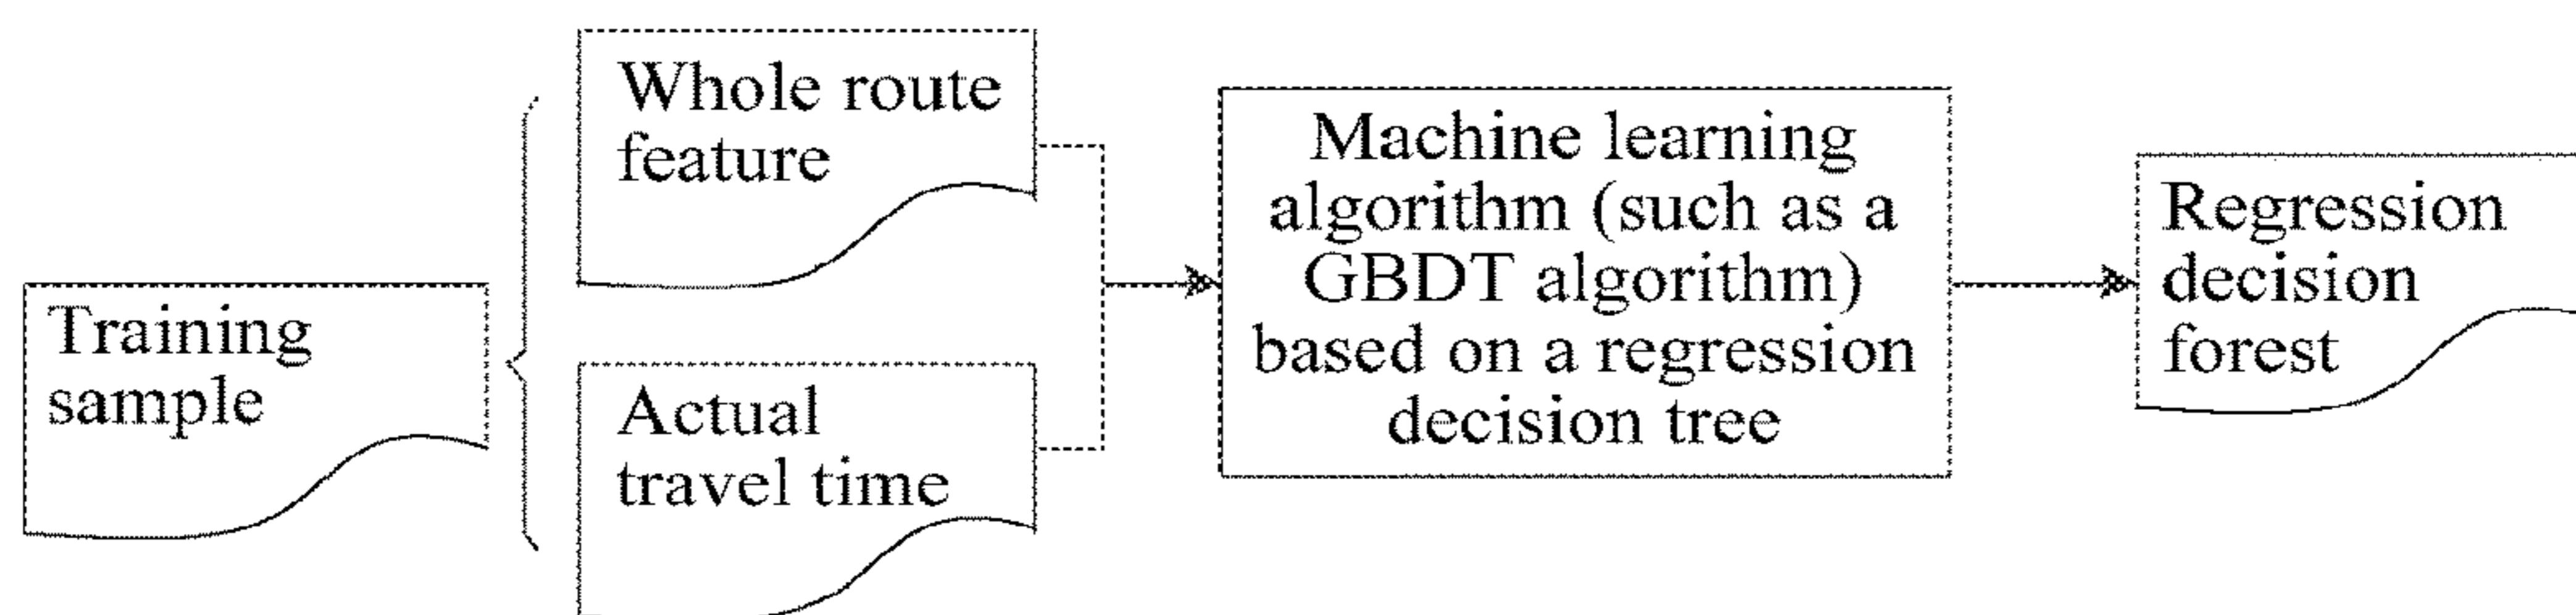 Training
sample
Whole route
feature
Actual
travel time
Machine learning
algorithm (such as a
GBDT algorithm)
based on a regression
decision tree
Regression
decision
forest